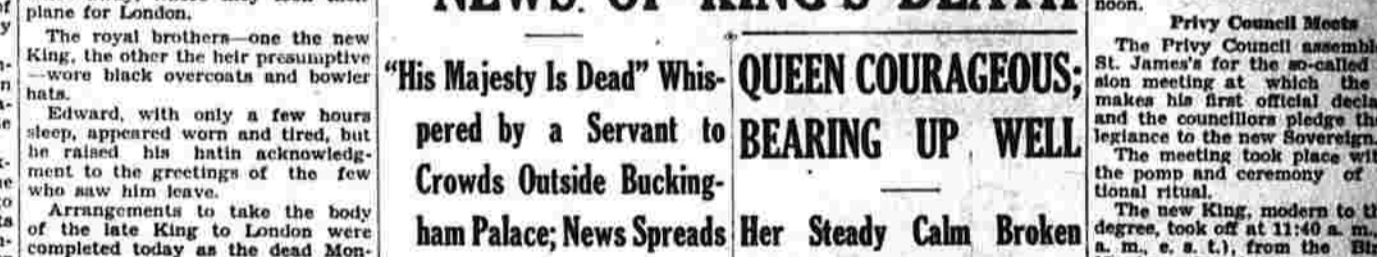 plane for London.
The royal brothers—one the new
King, the other the heir presumptive
—wore black overcoats and bowler
hats.
Edward, with only a few hours
sleep, appeared worn and tired, but
he raised his hatin acknowledg-
ment to the greetings of the few
who saw him leave.
Arrangements to take the body
of the late King to London were
completed today as the dead Mon-
NEWS OF KING'S DEATH
"His Majesty Is Dead" Whis-
pered by a Servant to
Crowds Outside Bucking-
ham Palace; News Spreads
QUEEN COURAGEOUS;
BEARING UP WELL
Her Steady Calm Broken
noon.
Privy Council Meets
The Privy Council
St. James's for the so-called
sion meeting at which the
makes his first official
and the councillors pledge
legiance to the new Sovereign.
The meeting took place
the pomp and ceremony of
tional ritual.
The new King, modern to
degree, took off at 11:40 a. m.,
a. m., e. s. t.), from the